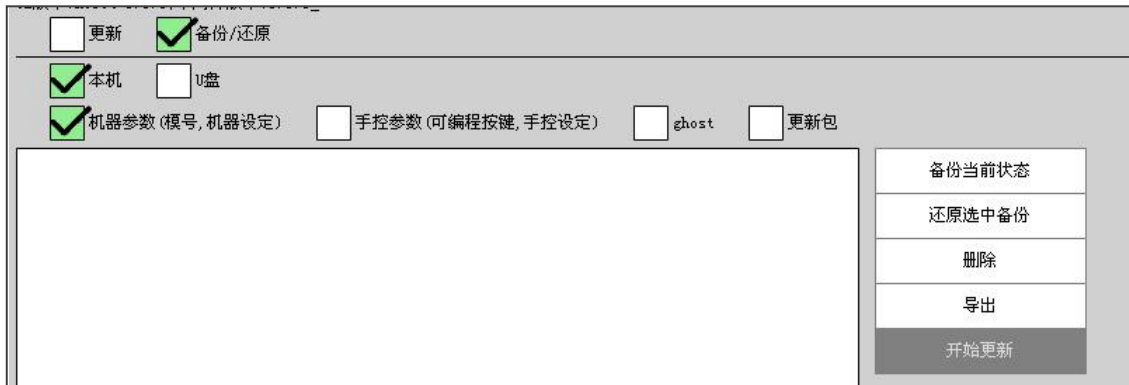 更新 备份/还原
本机 U盘
机器参数(模号,机器设定) 手控参数(可编程按键,手控设定) ghost 更新包
备份当前状态
还原选中备份
删除
导出
开始更新